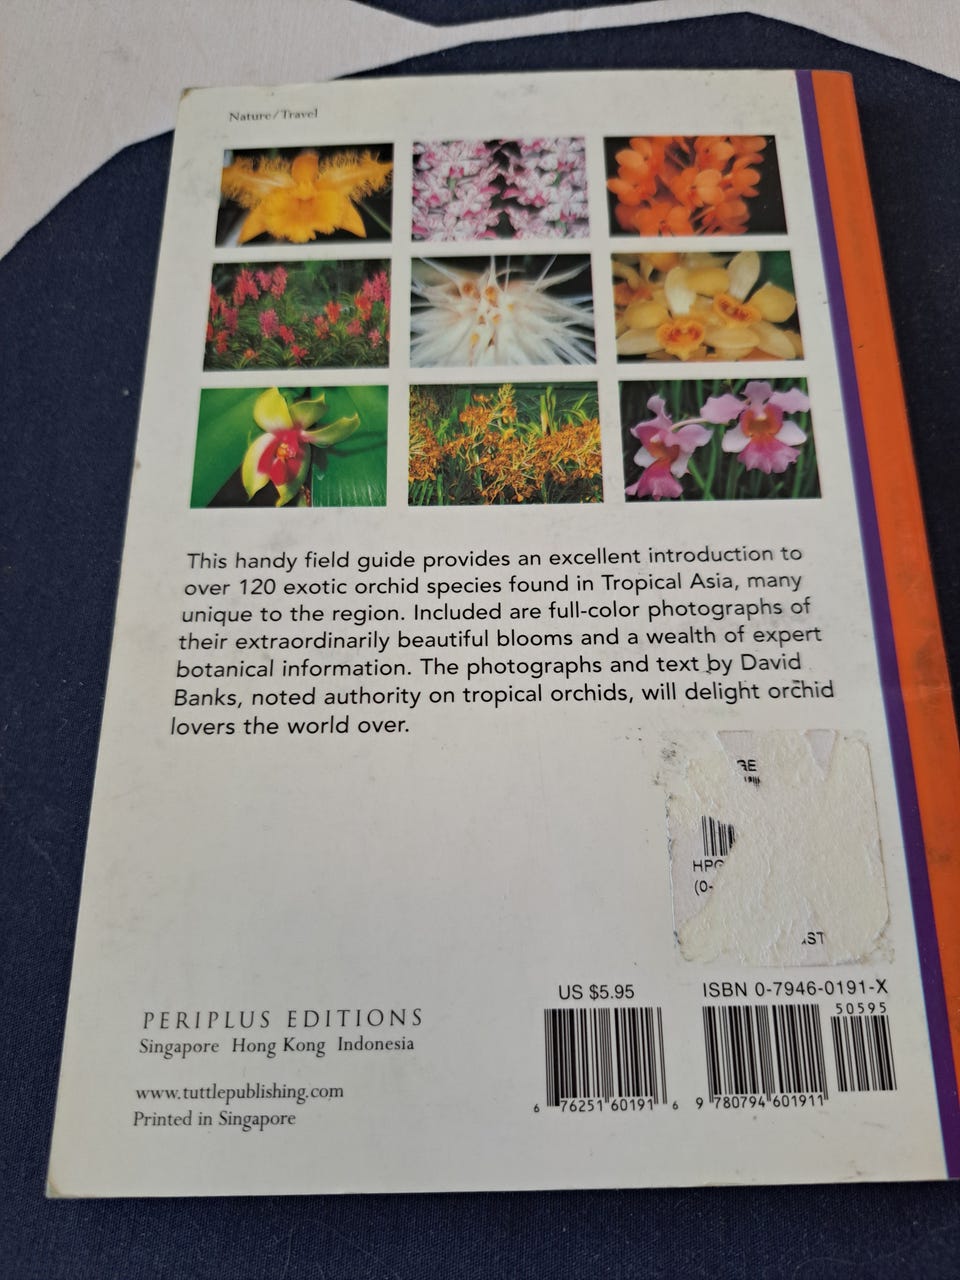 Nature/Travel
This handy field guide provides an excellent introduction to
over 120 exotic orchid species found in Tropical Asia, many
unique to the region. Included are full-color photographs of
their extraordinarily beautiful blooms and a wealth of expert
botanical information. The photographs and text by David
Banks, noted authority on tropical orchids, will delight orchid
lovers the world over.
HPG
(0-
ST
US $5.95
ISBN 0-7946-0191-X
50595
6 76251 60191 6
9 780794 601911
PERIPLUS EDITIONS
Singapore Hong Kong Indonesia
www.tuttlepublishing.com
Printed in Singapore